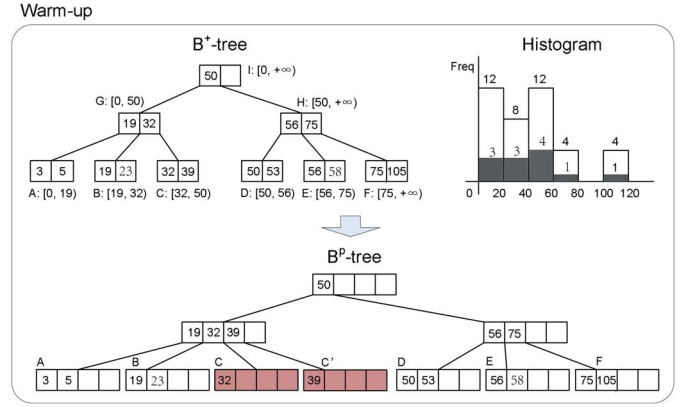 Warm-up
B+-tree
Histogram
50
I: [0, +∞)
Freq
G: [0, 50)
H: [50, +∞)
12
12
8
19 32
56 75
4
4
3 5
19 23
32 39
50 53
56 58
75 105
3
3
4
1
1
A: [0, 19)
B: [19, 32)
C: [32, 50)
D: [50, 56)
E: [56, 75)
F: [75, +∞)
0 20 40 60 80 100 120
Bp-tree
50
19 32 39
56 75
A
B
C
C'
D
E
F
3 5
19 23
32
39
50 53
56 58
75 105